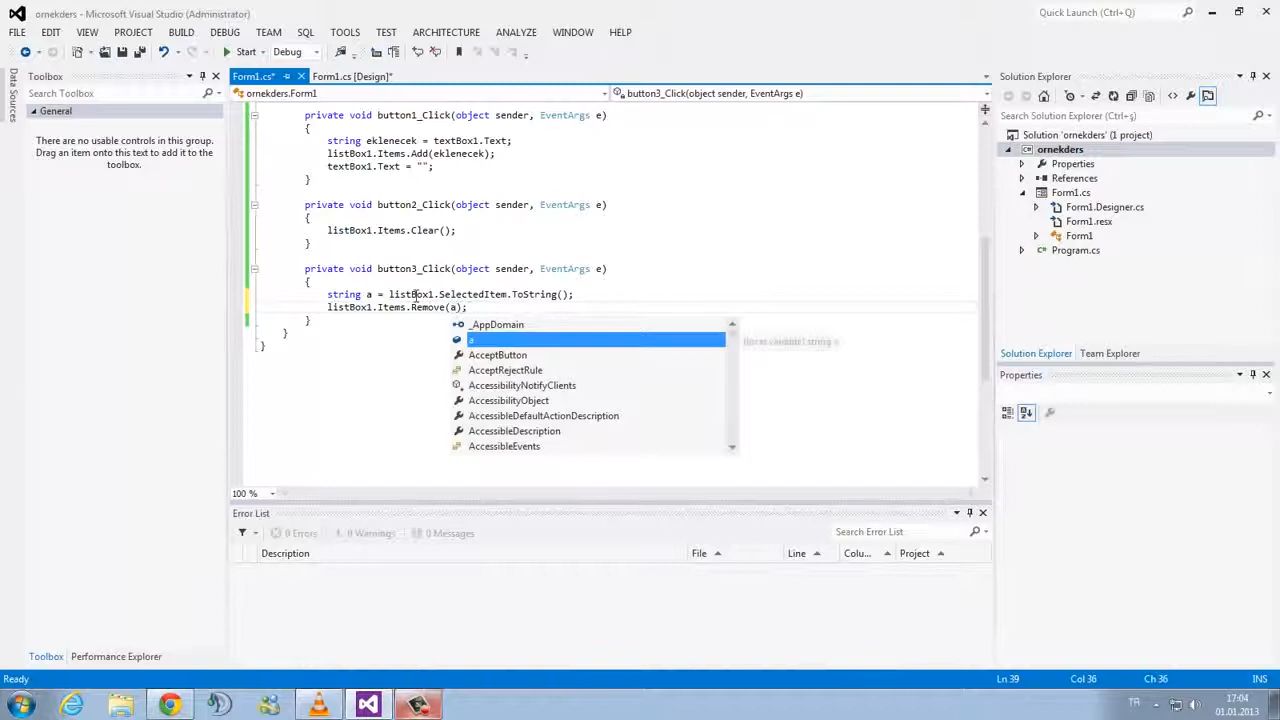 ornekders - Microsoft Visual Studio (Administrator)
Quick Launch (Ctrl+Q)
FILE EDIT VIEW PROJECT BUILD DEBUG TEAM SQL TOOLS TEST ARCHITECTURE ANALYZE WINDOW HELP
Start Debug
Data Sources
Toolbox
Search Toolbox
General
There are no usable controls in this group. Drag an item onto this text to add it to the toolbox.
Form1.cs* Form1.cs [Design]*
ornekders.Form1 button3_Click(object sender, EventArgs e)
private void button1_Click(object sender, EventArgs e)
{
string eklenecek = textBox1.Text;
listBox1.Items.Add(eklenecek);
textBox1.Text = "";
}
private void button2_Click(object sender, EventArgs e)
{
listBox1.Items.Clear();
}
private void button3_Click(object sender, EventArgs e)
{
string a = listBox1.SelectedItem.ToString();
listBox1.Items.Remove(a);
}
}
}
_AppDomain
a
AcceptButton
AcceptRejectRule
AccessibilityNotifyClients
AccessibilityObject
AccessibleDefaultActionDescription
AccessibleDescription
AccessibleEvents
(local variable) string a
100 %
Error List
0 Errors 0 Warnings 0 Messages
Search Error List
Description File Line Colu... Project
Solution Explorer
Search Solution Explorer (Ctrl+ş)
Solution 'ornekders' (1 project)
ornekders
Properties
References
Form1.cs
Form1.Designer.cs
Form1.resx
Form1
Program.cs
Solution Explorer Team Explorer
Properties
Toolbox Performance Explorer
Ready Ln 39 Col 36 Ch 36 INS
TR
17:04
01.01.2013